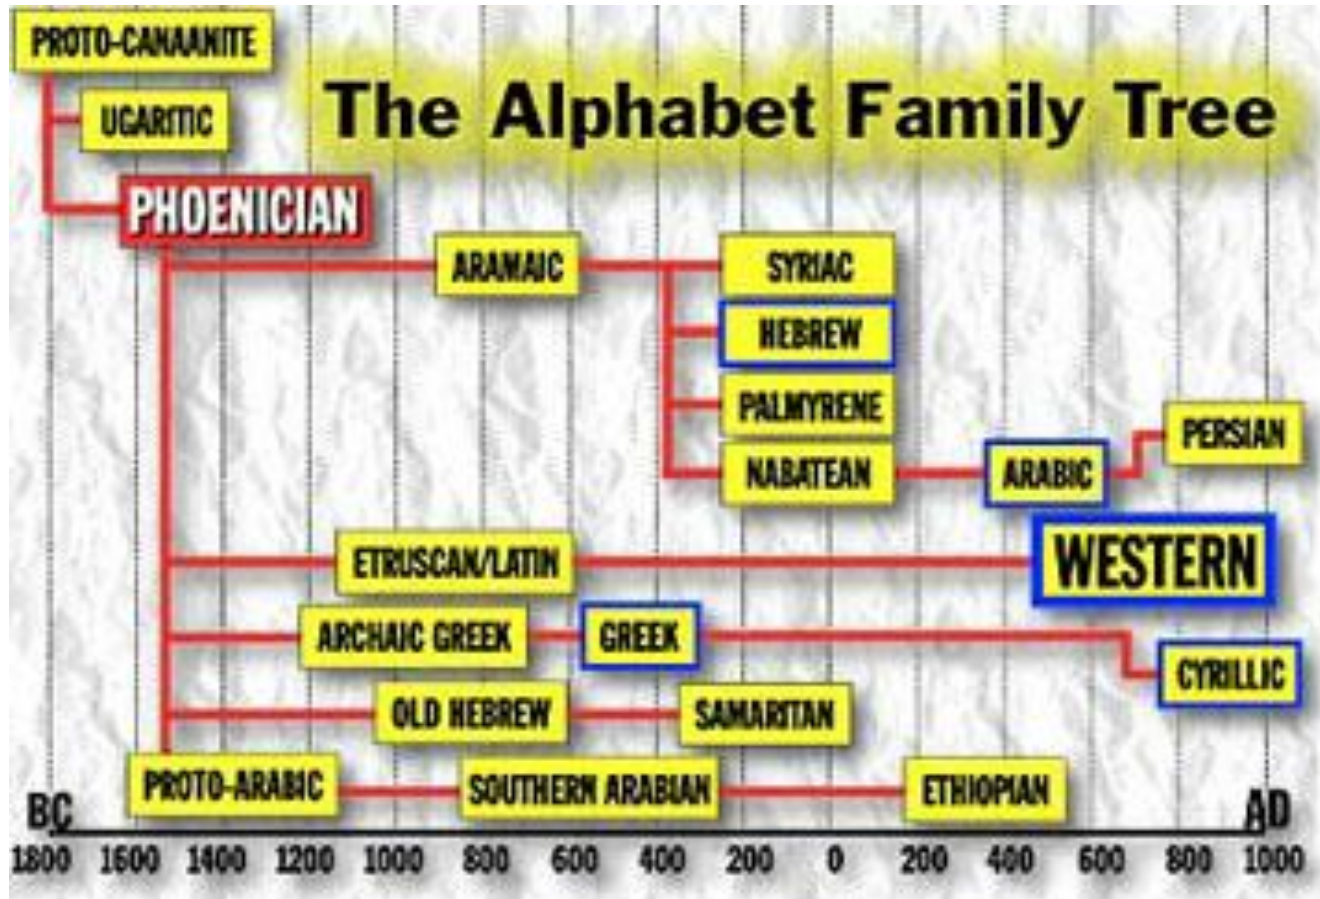 PROTO-CANAANITE
The Alphabet Family Tree
UGARITIC
PHOENICIAN
ARAMAIC
SYRIAC
HEBREW
PALMYRENE
PERSIAN
NABATEAN
ARABIC
ETRUSCAN/LATIN
WESTERN
ARCHAIC GREEK
GREEK
CYRILLIC
OLD HEBREW
SAMARITAN
PROTO-ARABIC
SOUTHERN ARABIAN
ETHIOPIAN
BC
AD
1800 1600 1400 1200 1000 800 600 400 200 0 200 400 600 800 1000